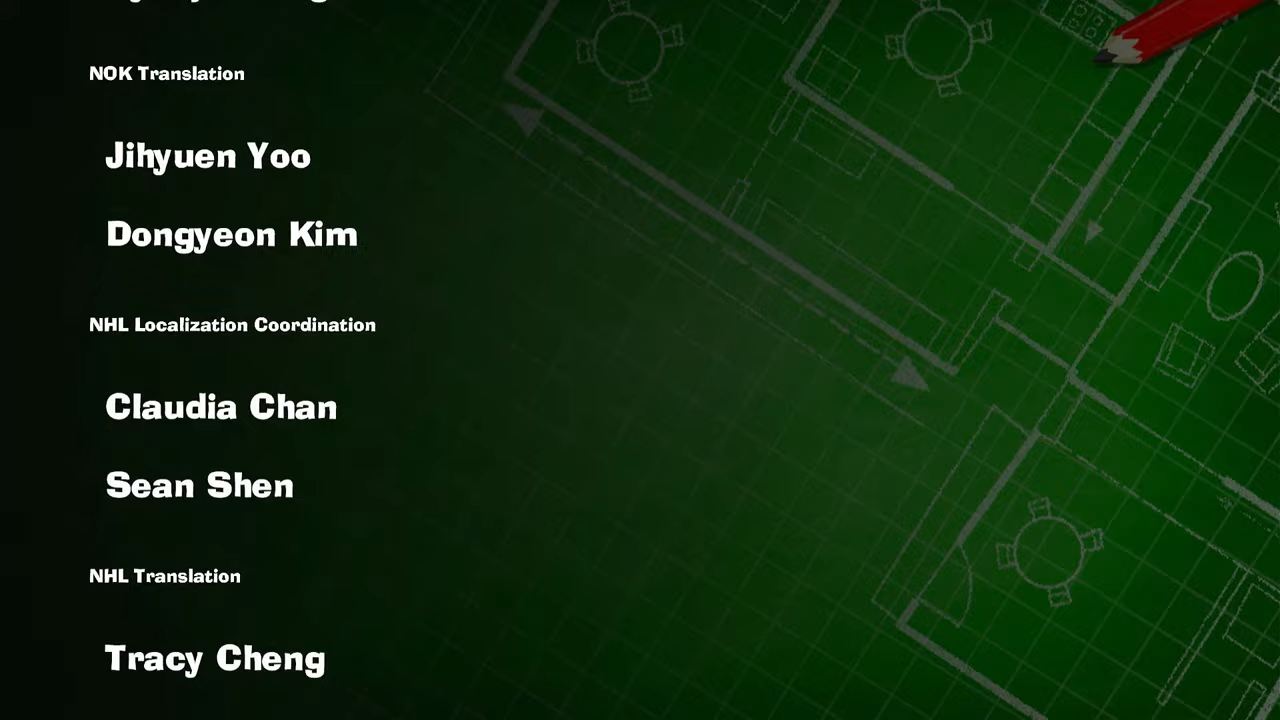 NOK Translation
Jihyuen Yoo
Dongyeon Kim
NHL Localization Coordination
Claudia Chan
Sean Shen
NHL Translation
Tracy Cheng